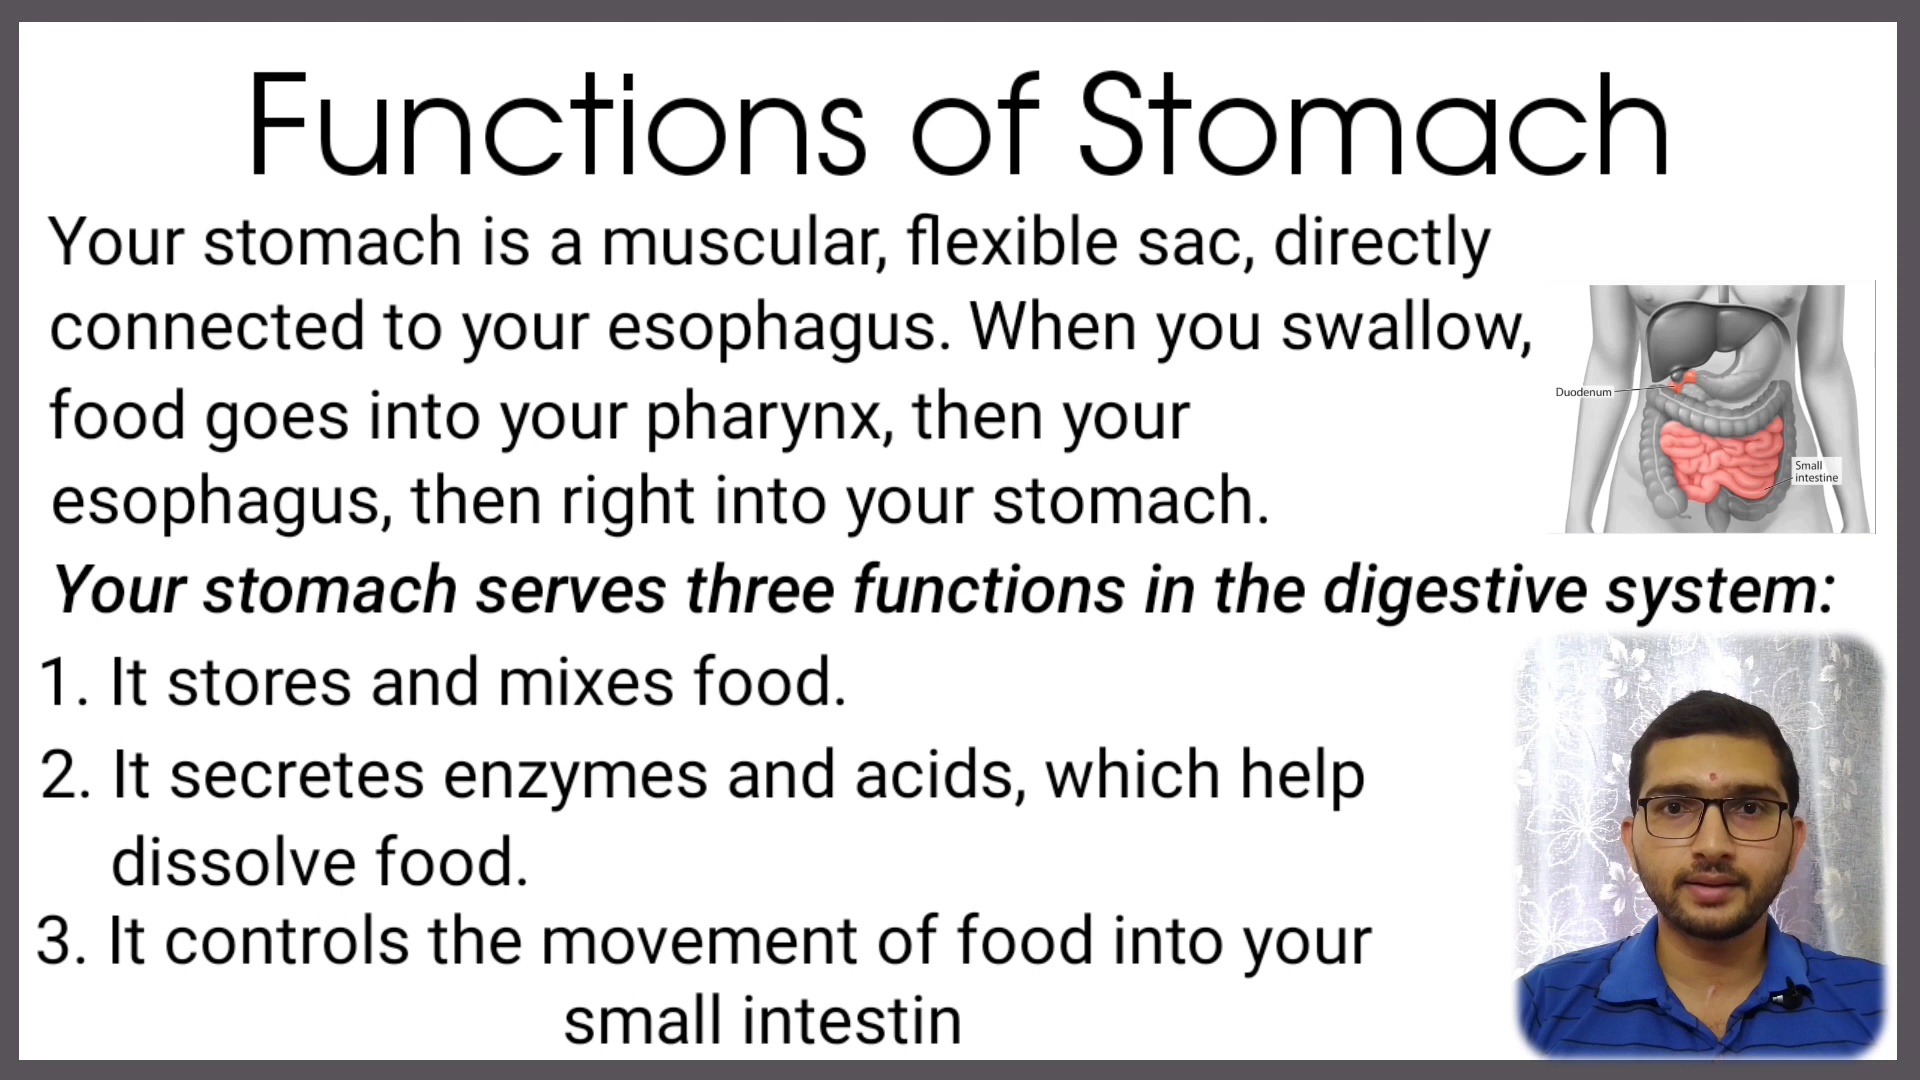 Functions of Stomach
Your stomach is a muscular, flexible sac, directly
connected to your esophagus. When you swallow,
food goes into your pharynx, then your
esophagus, then right into your stomach.
Duodenum
Small
intestine
Your stomach serves three functions in the digestive system:
1. It stores and mixes food.
2. It secretes enzymes and acids, which help
dissolve food.
3. It controls the movement of food into your
small intestin